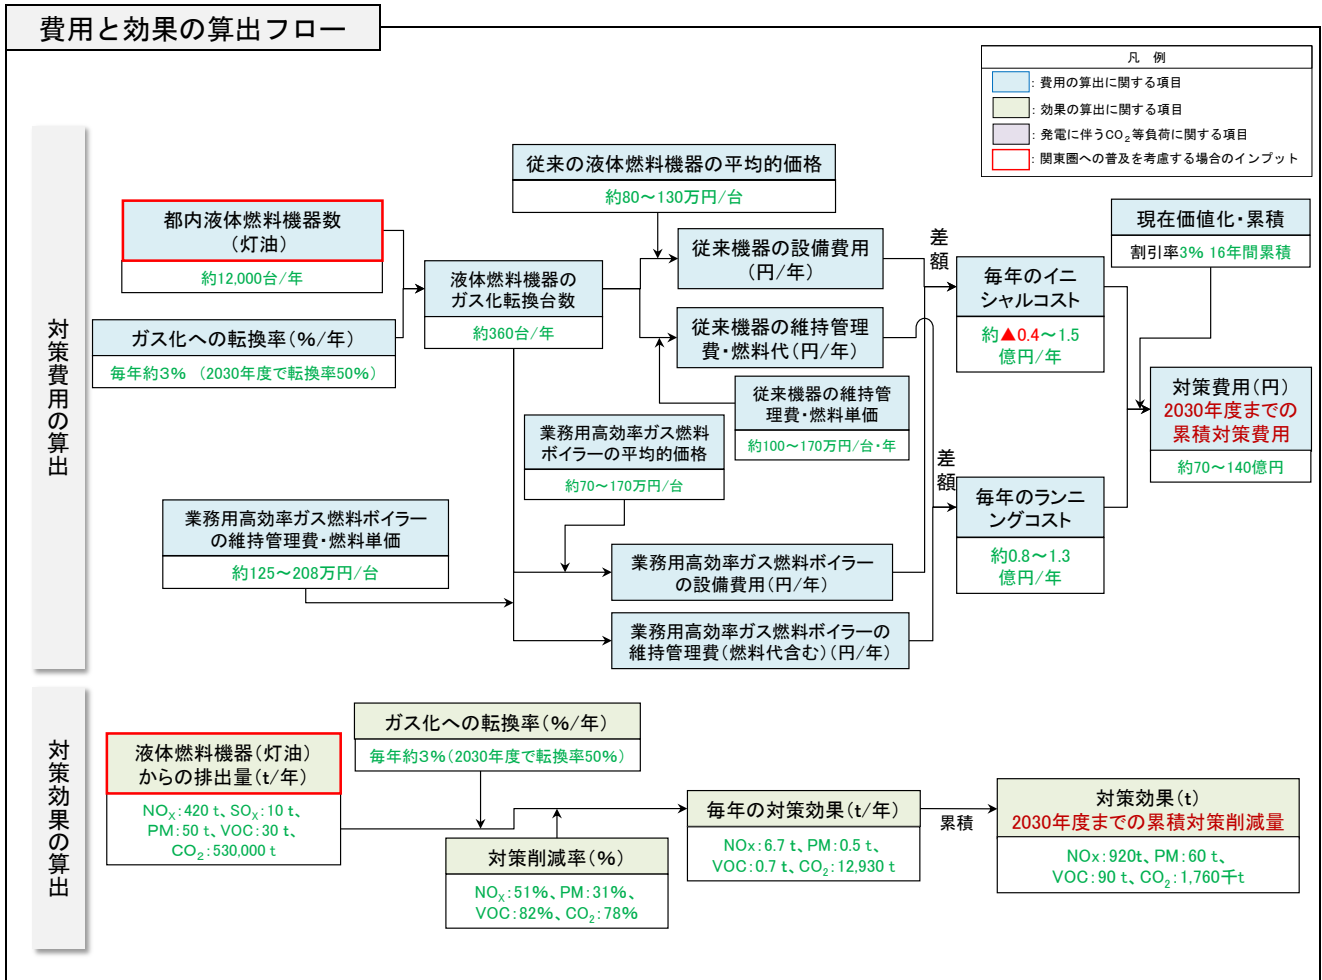 費用と効果の算出フロー
凡 例
：費用の算出に関する項目
：効果の算出に関する項目
：発電に伴うCO₂等負荷に関する項目
：関東圏への普及を考慮する場合のインプット
対策費用の算出
都内液体燃料機器数
（灯油）
約12,000台/年
ガス化への転換率（％/年）
毎年約3％ （2030年度で転換率50％）
液体燃料機器の
ガス化転換台数
約360台/年
従来の液体燃料機器の平均的価格
約80～130万円/台
従来機器の設備費用
（円/年）
従来機器の維持管理
費・燃料代（円/年）
従来機器の維持管
理費・燃料単価
約100～170万円/台・年
業務用高効率ガス燃料
ボイラーの平均的価格
約70～170万円/台
業務用高効率ガス燃料ボイラー
の維持管理費・燃料単価
約125～208万円/台
業務用高効率ガス燃料ボイラー
の設備費用（円/年）
業務用高効率ガス燃料ボイラーの
維持管理費（燃料代含む）（円/年）
差額
毎年のイニ
シャルコスト
約▲0.4～1.5
億円/年
差額
毎年のランニ
ングコスト
約0.8～1.3
億円/年
現在価値化・累積
割引率3％ 16年間累積
対策費用（円）
2030年度までの
累積対策費用
約70～140億円
対策効果の算出
液体燃料機器（灯油）
からの排出量（t/年）
NOX：420 t、SOX：10 t、
PM：50 t、VOC：30 t、
CO₂：530,000 t
ガス化への転換率（％/年）
毎年約3％（2030年度で転換率50％）
対策削減率（％）
NOX：51％、PM：31％、
VOC：82％、CO₂：78％
毎年の対策効果（t/年）
NOx：6.7 t、PM：0.5 t、
VOC：0.7 t、CO₂：12,930 t
累積
対策効果（t）
2030年度までの累積対策削減量
NOx：920t、PM：60 t、
VOC：90 t、CO₂：1,760千t